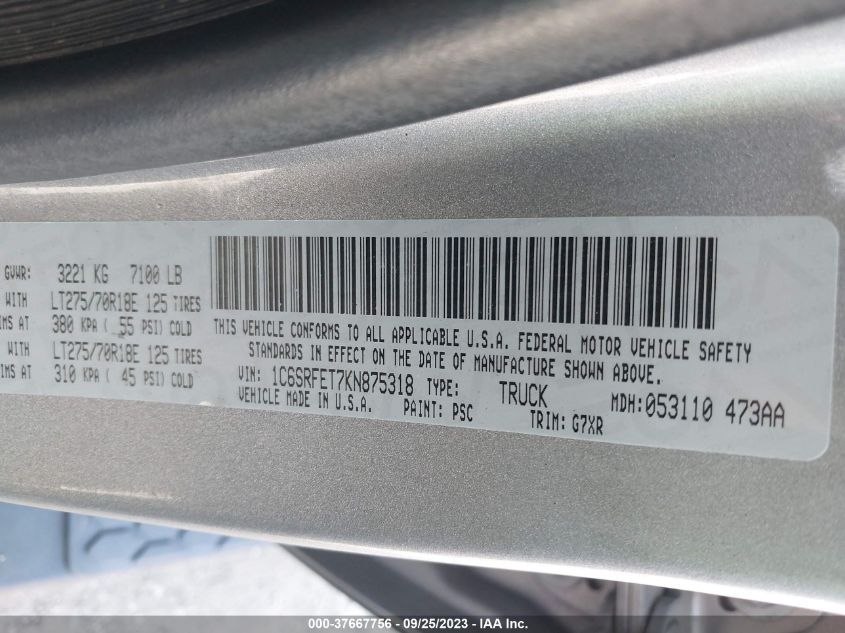 GVWR: 3221 KG 7100 LB
WITH LT275/70R18E 125 TIRES
IMS AT 380 KPA ( 55 PSI) COLD
WITH LT275/70R18E 125 TIRES
IMS AT 310 KPA ( 45 PSI) COLD
THIS VEHICLE CONFORMS TO ALL APPLICABLE U.S.A. FEDERAL MOTOR VEHICLE SAFETY
STANDARDS IN EFFECT ON THE DATE OF MANUFACTURE SHOWN ABOVE.
VIN: 1C6SRFET7KN875318 TYPE: TRUCK MDH:053110 473AA
VEHICLE MADE IN U.S.A. PAINT: PSC TRIM: G7XR
000-37667756 - 09/25/2023 - IAA Inc.